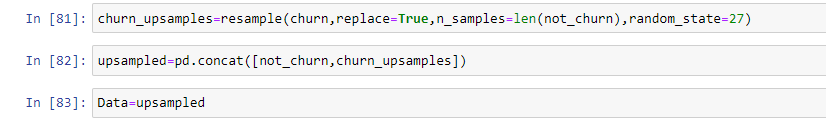 In [81]: churn_upsamples=resample(churn,replace=True,n_samples=len(not_churn),random_state=27)
In [82]: upsampled=pd.concat([not_churn,churn_upsamples])
In [83]: Data=upsampled